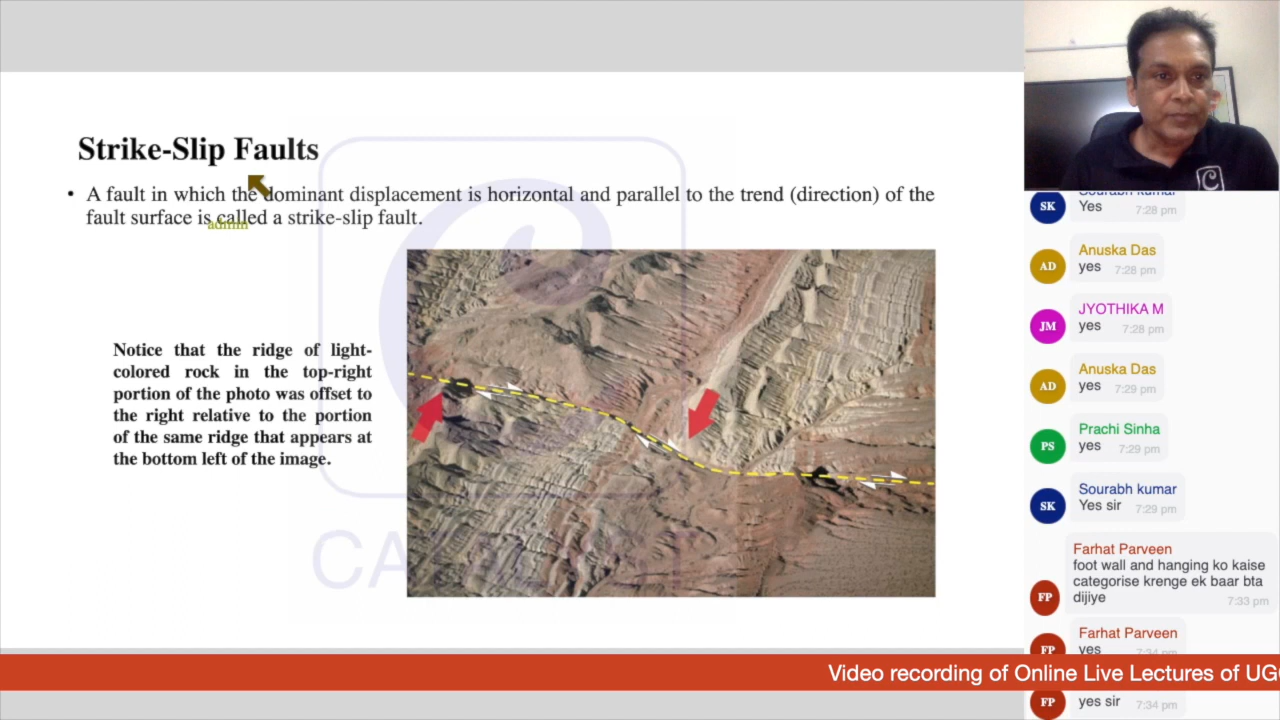 Strike-Slip Faults
• A fault in which the dominant displacement is horizontal and parallel to the trend (direction) of the
fault surface is called a strike-slip fault.
admin
Notice that the ridge of light-
colored rock in the top-right
portion of the photo was offset to
the right relative to the portion
of the same ridge that appears at
the bottom left of the image.
Sourabh kumar
SK
Yes 7:28 pm
Anuska Das
AD
yes 7:28 pm
JYOTHIKA M
JM
yes 7:28 pm
Anuska Das
AD
yes 7:29 pm
Prachi Sinha
PS
yes 7:29 pm
Sourabh kumar
SK
Yes sir 7:29 pm
Farhat Parveen
foot wall and hanging ko kaise
categorise krenge ek baar bta
FP
dijiye 7:33 pm
Farhat Parveen
FP
yes 7:34 pm
Video recording of Online Live Lectures of UG
FP
yes sir 7:34 pm